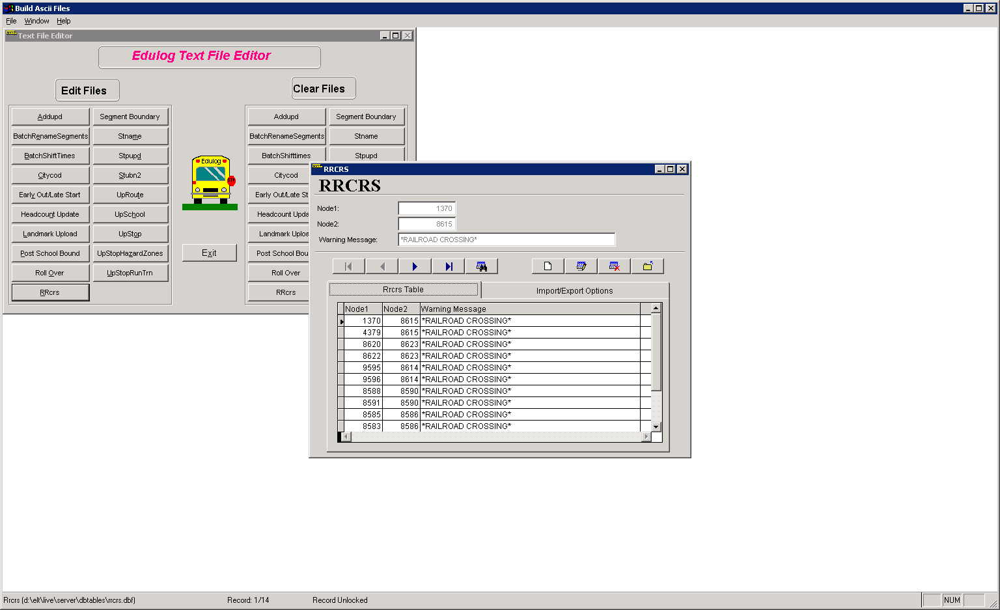 Build Ascii Files
File Window Help
Text File Editor
Edulog Text File Editor
Edit Files
Clear Files
Addupd Segment Boundary
BatchRenameSegments Stname
BatchShiftTimes Stpupd
Citycod Stubn2
Early Out/Late Start UpRoute
Headcount Update UpSchool
Landmark Upload UpStop
Post School Bound UpStopHazardZones
Roll Over UpStopRunTrn
RRcrs
Edulog
Exit
Addupd Segment Boundary
BatchRenameSegments Stname
BatchShifttimes Stpupd
Citycod
Early Out/Late St
Headcount Upda
Landmark Uploa
Post School Bou
Roll Over
RRcrs
RRCRS
RRCRS
Node1: 1370
Node2: 8615
Warning Message: *RAILROAD CROSSING*
Rrcrs Table Import/Export Options
Node1 Node2 Warning Message
1370 8615 *RAILROAD CROSSING*
4379 8615 *RAILROAD CROSSING*
8620 8623 *RAILROAD CROSSING*
8622 8623 *RAILROAD CROSSING*
9595 8614 *RAILROAD CROSSING*
9596 8614 *RAILROAD CROSSING*
8588 8590 *RAILROAD CROSSING*
8591 8590 *RAILROAD CROSSING*
8585 8586 *RAILROAD CROSSING*
8583 8586 *RAILROAD CROSSING*
Rrcrs (d:\elt\live\server\dbtables\rrcrs.dbf) Record: 1/14 Record Unlocked NUM